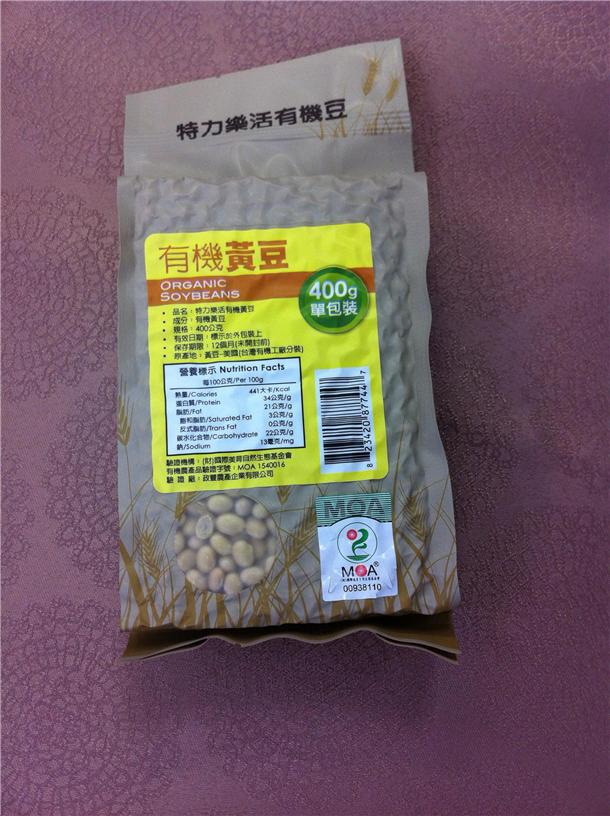 特力樂活有機豆
有機黃豆
ORGANIC
SOYBEANS
400g
單包裝
• 品名：特力樂活有機黃豆
• 成分：有機黃豆
• 規格：400公克
• 有效日期：標示於外包裝上
• 保存期限：12個月(未開封前)
• 原產地：黃豆-美國(台灣有機工廠分裝)
營養標示 Nutrition Facts
每100公克/Per 100g
熱量/Calories 441大卡/Kcal
蛋白質/Protein 34公克/g
脂肪/Fat 21公克/g
飽和脂肪/Saturated Fat 3公克/g
反式脂肪/Trans Fat 0公克/g
碳水化合物/Carbohydrate 22公克/g
鈉/Sodium 13毫克/mg
驗證機構：(財)國際美育自然生態基金會
有機農產品驗證字號：MOA 1540016
驗證廠：政豐農產企業有限公司
8 23420 87744 7
MOA
MOA®
00938110